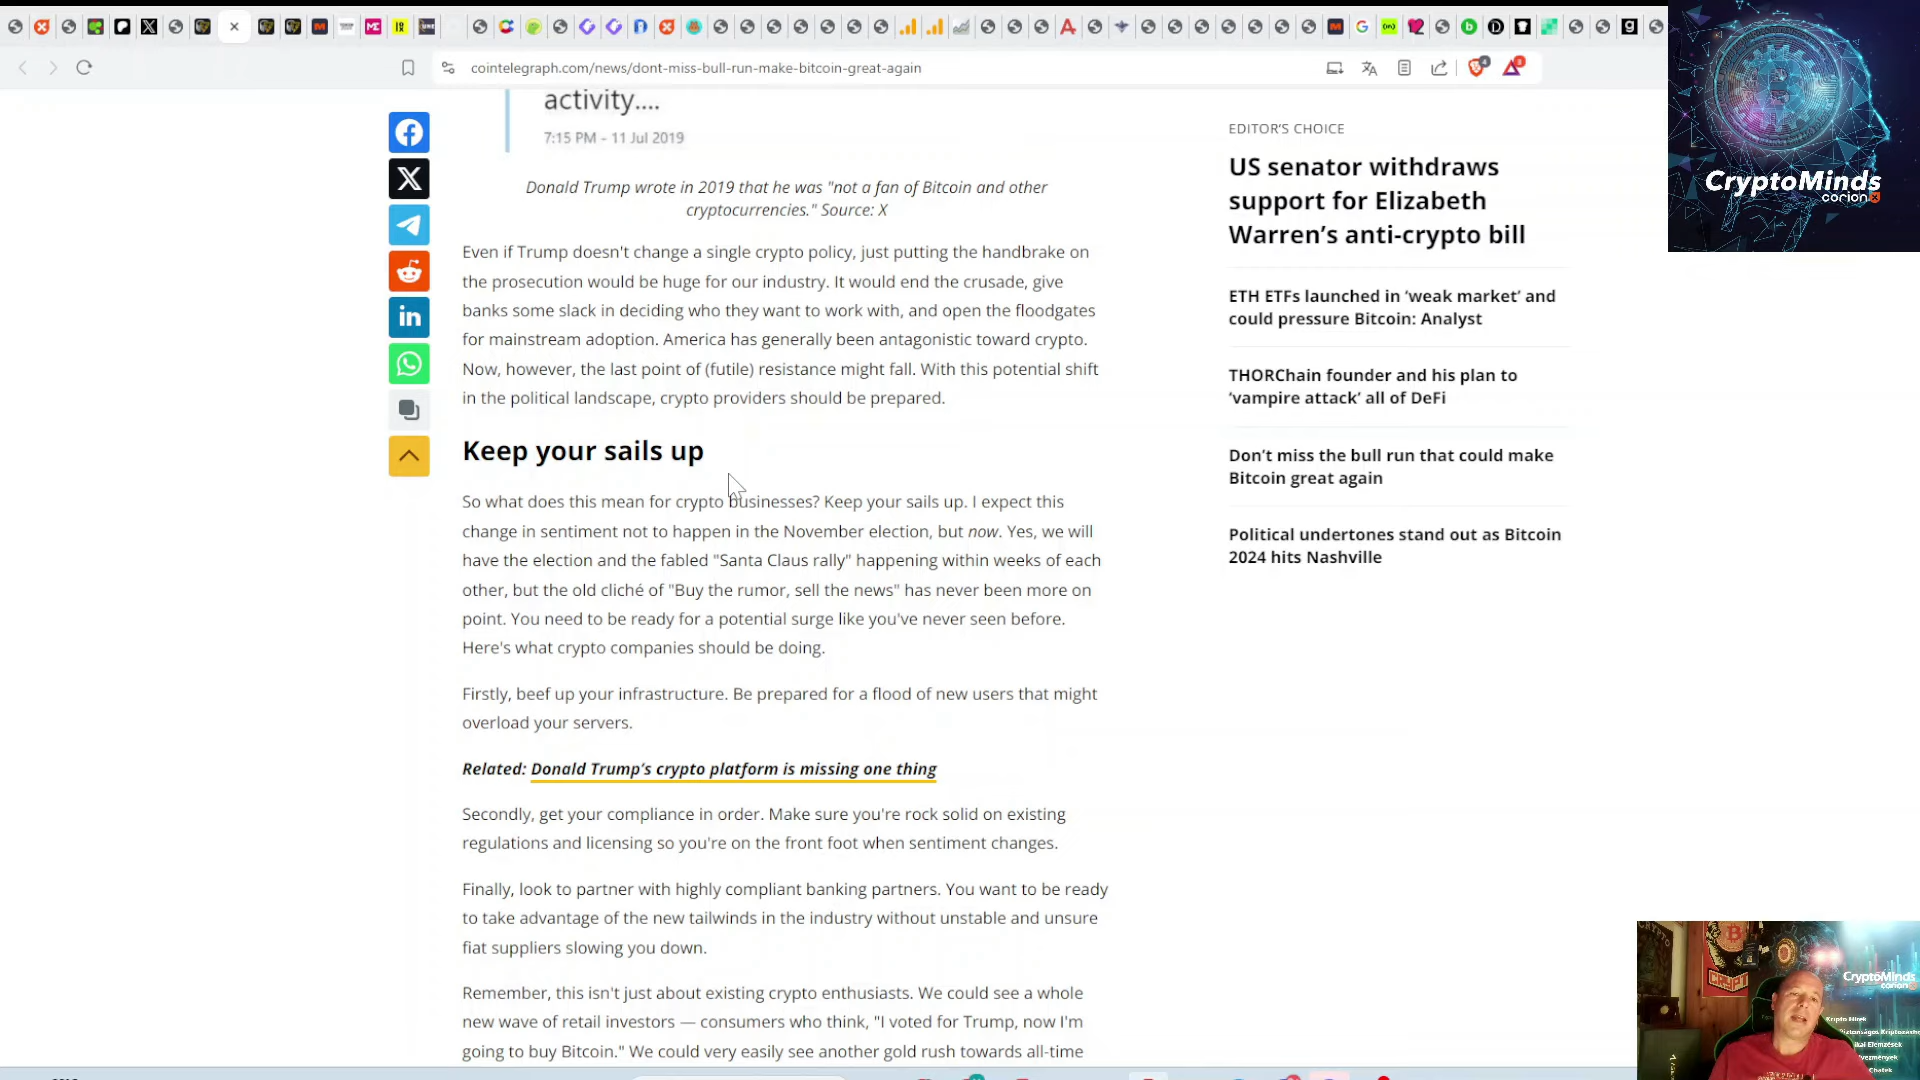 cointelegraph.com/news/dont-miss-bull-run-make-bitcoin-great-again
activity....
7:15 PM - 11 Jul 2019
Donald Trump wrote in 2019 that he was "not a fan of Bitcoin and other
cryptocurrencies." Source: X
Even if Trump doesn't change a single crypto policy, just putting the handbrake on
the prosecution would be huge for our industry. It would end the crusade, give
banks some slack in deciding who they want to work with, and open the floodgates
for mainstream adoption. America has generally been antagonistic toward crypto.
Now, however, the last point of (futile) resistance might fall. With this potential shift
in the political landscape, crypto providers should be prepared.
Keep your sails up
So what does this mean for crypto businesses? Keep your sails up. I expect this
change in sentiment not to happen in the November election, but now. Yes, we will
have the election and the fabled "Santa Claus rally" happening within weeks of each
other, but the old cliché of "Buy the rumor, sell the news" has never been more on
point. You need to be ready for a potential surge like you've never seen before.
Here's what crypto companies should be doing.
Firstly, beef up your infrastructure. Be prepared for a flood of new users that might
overload your servers.
Related: Donald Trump's crypto platform is missing one thing
Secondly, get your compliance in order. Make sure you're rock solid on existing
regulations and licensing so you're on the front foot when sentiment changes.
Finally, look to partner with highly compliant banking partners. You want to be ready
to take advantage of the new tailwinds in the industry without unstable and unsure
fiat suppliers slowing you down.
Remember, this isn't just about existing crypto enthusiasts. We could see a whole
new wave of retail investors — consumers who think, "I voted for Trump, now I'm
going to buy Bitcoin." We could very easily see another gold rush towards all-time
EDITOR'S CHOICE
US senator withdraws
support for Elizabeth
Warren's anti-crypto bill
ETH ETFs launched in ‘weak market’ and
could pressure Bitcoin: Analyst
THORChain founder and his plan to
‘vampire attack’ all of DeFi
Don't miss the bull run that could make
Bitcoin great again
Political undertones stand out as Bitcoin
2024 hits Nashville
CryptoMinds
corion
CryptoMinds
corion